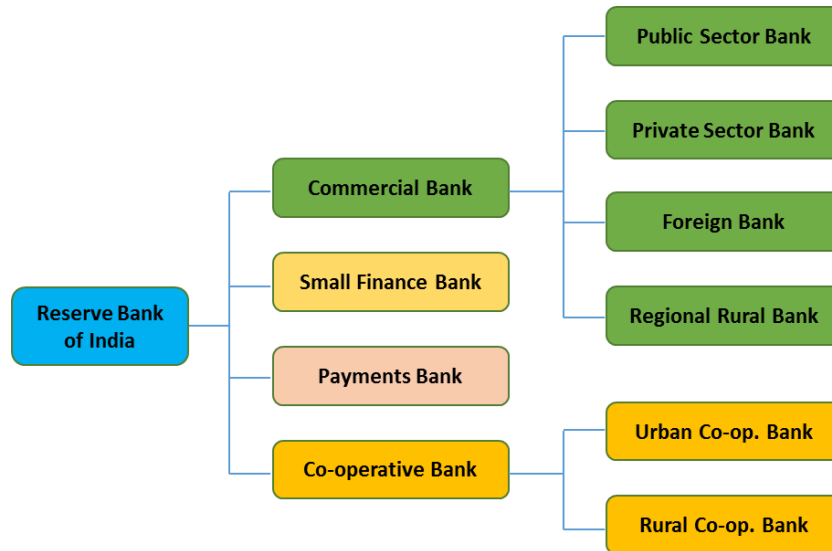 Public Sector Bank
Private Sector Bank
Commercial Bank
Foreign Bank
Small Finance Bank
Regional Rural Bank
Reserve Bank
of India
Payments Bank
Urban Co-op. Bank
Co-operative Bank
Rural Co-op. Bank